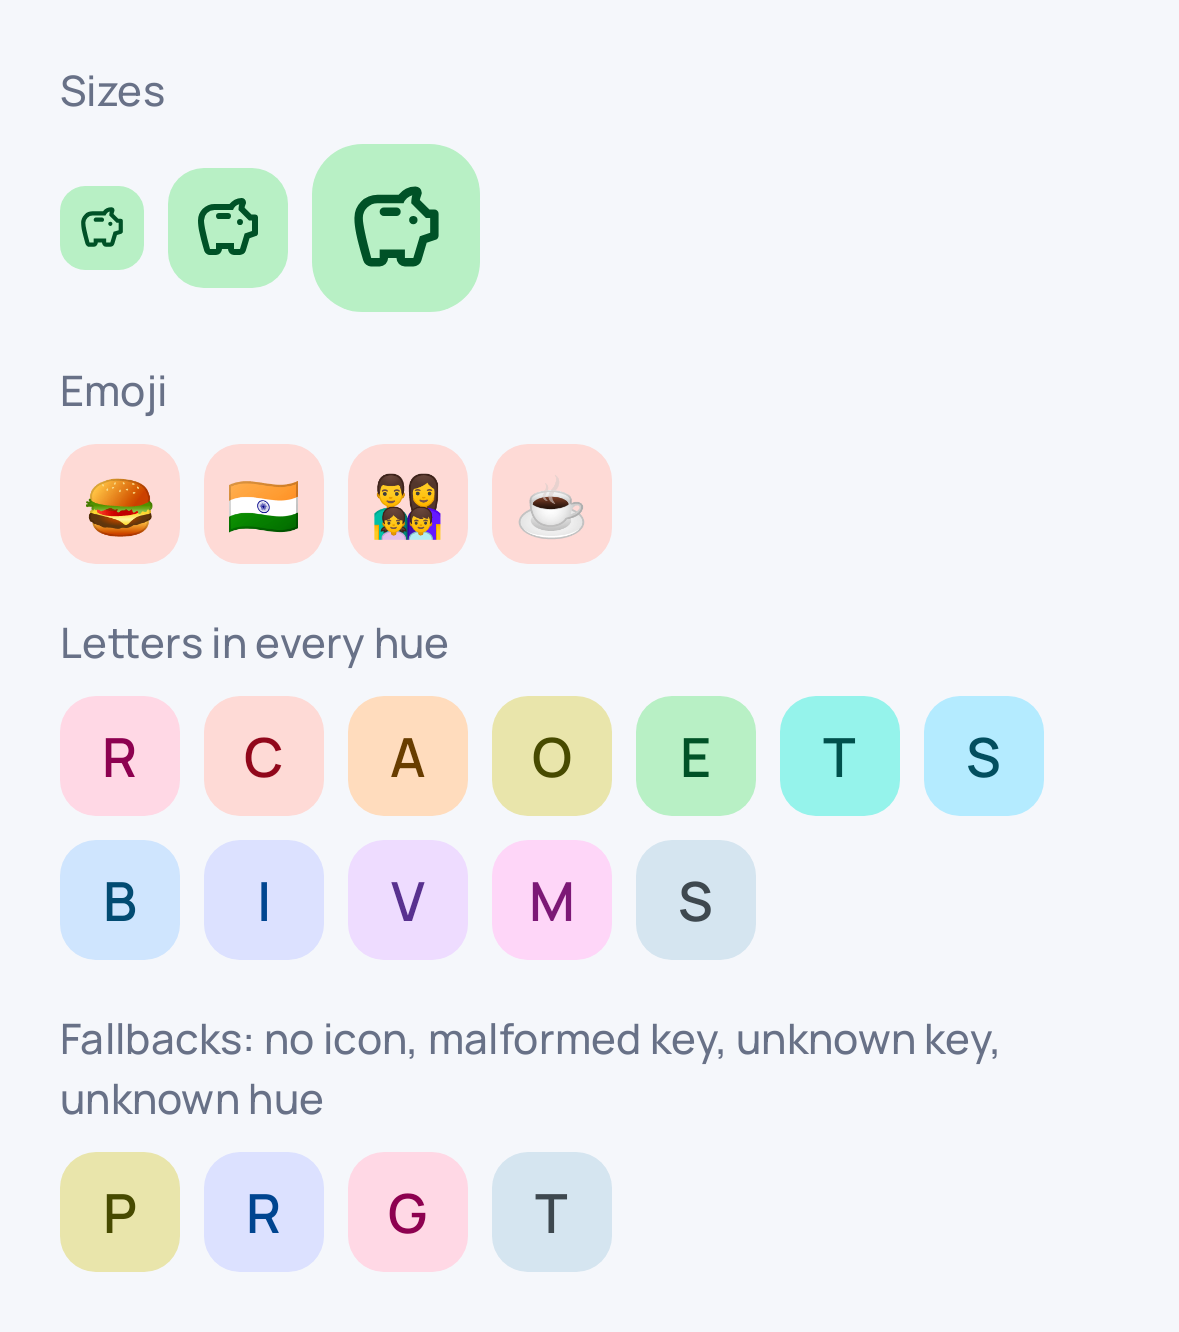 Sizes
Emoji
Letters in every hue
R C A O E T S
B I V M S
Fallbacks: no icon, malformed key, unknown key,
unknown hue
P R G T